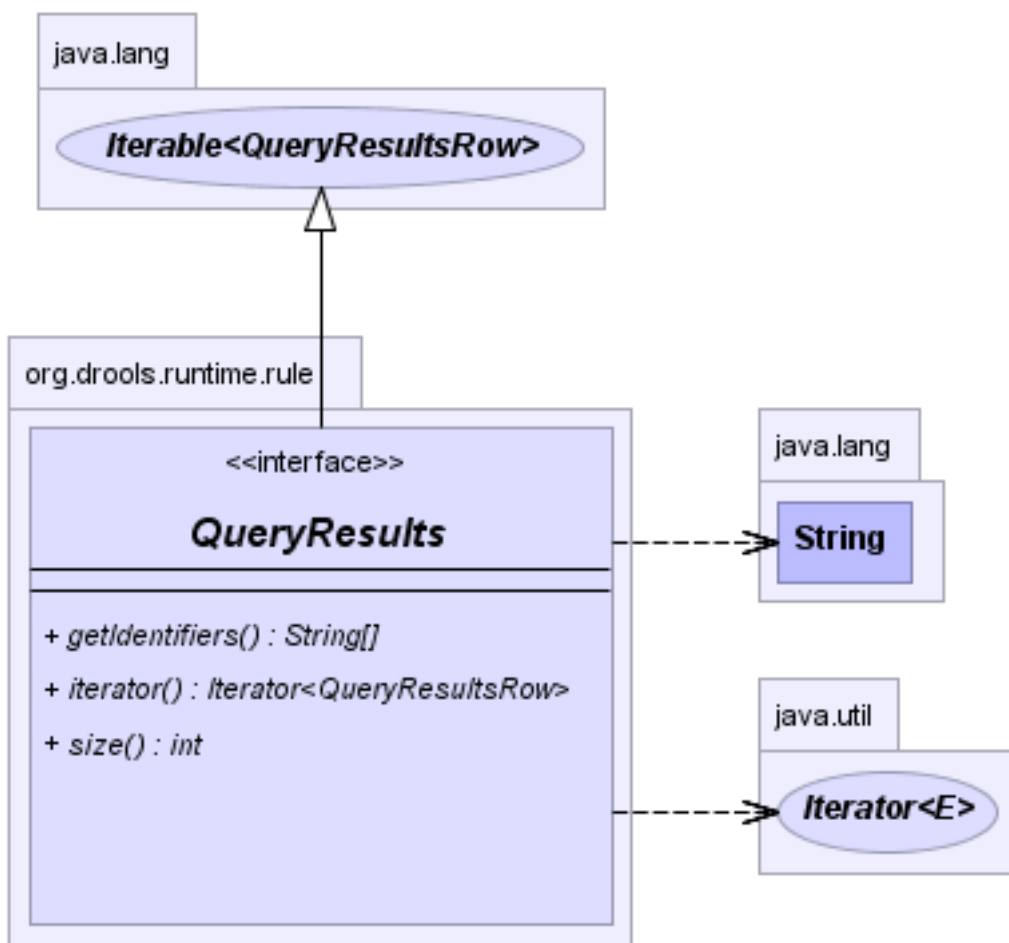 java.lang
Iterable<QueryResultsRow>
org.drools.runtime.rule
<<interface>>
QueryResults
+ getIdentifiers() : String[]
+ iterator() : Iterator<QueryResultsRow>
+ size() : int
java.lang
String
java.util
Iterator<E>